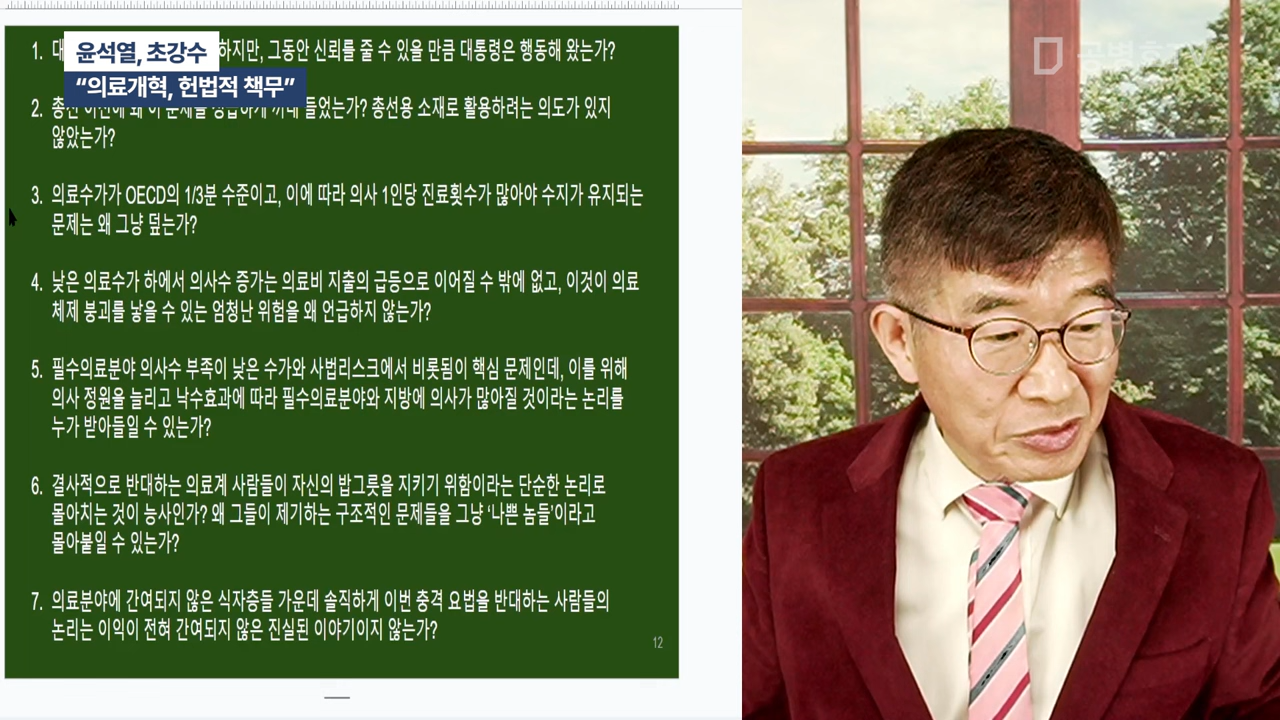 윤석열, 초강수
“의료개혁, 헌법적 책무”
1. 대 하지만, 그동안 신뢰를 줄 수 있을 만큼 대통령은 행동해 왔는가?
2. 총선 이전에 왜 이 문제를 성급하게 꺼내 들었는가? 총선용 소재로 활용하려는 의도가 있지
않았는가?
3. 의료수가가 OECD의 1/3분 수준이고, 이에 따라 의사 1인당 진료횟수가 많아야 수지가 유지되는
문제는 왜 그냥 덮는가?
4. 낮은 의료수가 하에서 의사수 증가는 의료비 지출의 급등으로 이어질 수 밖에 없고, 이것이 의료
체제 붕괴를 낳을 수 있는 엄청난 위험을 왜 언급하지 않는가?
5. 필수의료분야 의사수 부족이 낮은 수가와 사법리스크에서 비롯됨이 핵심 문제인데, 이를 위해
의사 정원을 늘리고 낙수효과에 따라 필수의료분야와 지방에 의사가 많아질 것이라는 논리를
누가 받아들일 수 있는가?
6. 결사적으로 반대하는 의료계 사람들이 자신의 밥그릇을 지키기 위함이라는 단순한 논리로
몰아치는 것이 능사인가? 왜 그들이 제기하는 구조적인 문제들을 그냥 ‘나쁜 놈들’이라고
몰아붙일 수 있는가?
7. 의료분야에 간여되지 않은 식자층들 가운데 솔직하게 이번 충격 요법을 반대하는 사람들의
논리는 이익이 전혀 간여되지 않은 진실된 이야기이지 않는가?
12